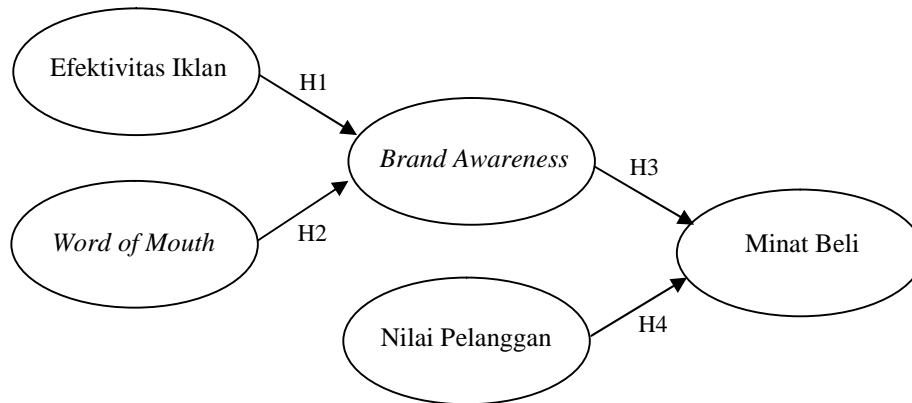 Efektivitas Iklan
H1
Brand Awareness
H3
Word of Mouth
H2
Minat Beli
Nilai Pelanggan
H4